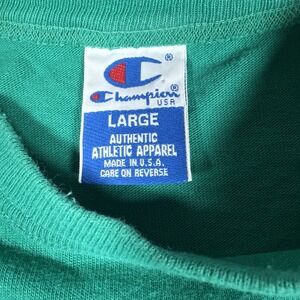 ®
Champion®
USA
LARGE
AUTHENTIC
ATHLETIC APPAREL
MADE IN U.S.A.
CARE ON REVERSE